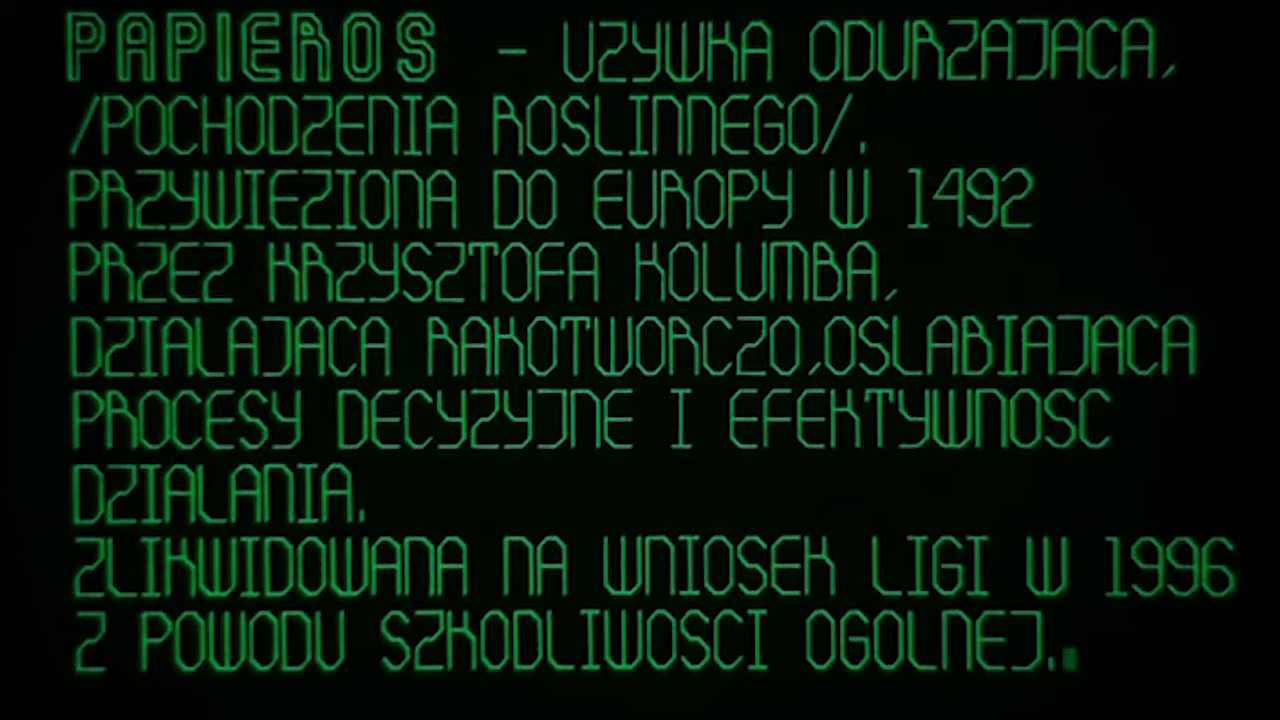 PAPIEROS - UZYWKA ODURZAJACA,
/POCHODZENIA ROSLINNEGO/.
PRZYWIEZIONA DO EUROPY W 1492
PRZEZ KRZYSZTOFA KOLUMBA,
DZIALAJACA RAKOTWORCZO,OSLABIAJACA
PROCESY DECYZYJNE I EFEKTYWNOSC
DZIALANIA.
ZLIKWIDOWANA NA WNIOSEK LIGI W 1996
Z POWODU SZKODLIWOSCI OGOLNEJ.